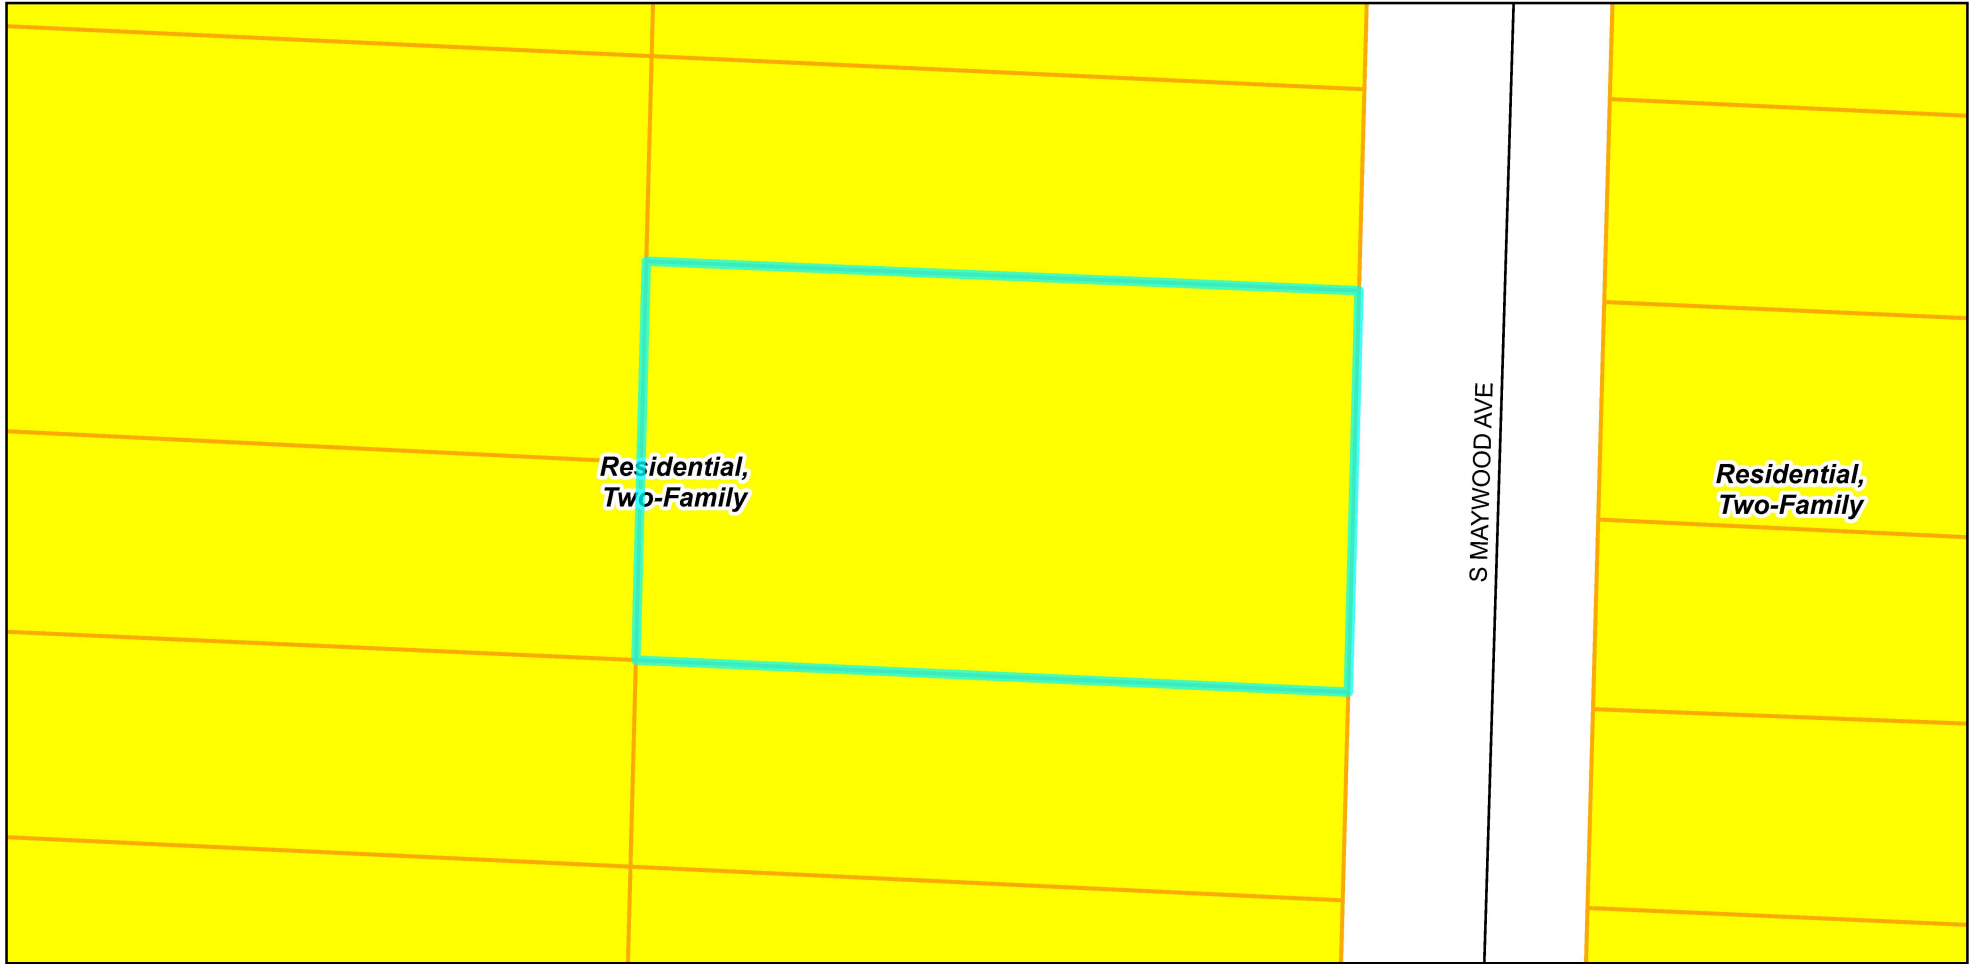 Residential,
Two-Family
S MAYWOOD AVE
Residential,
Two-Family